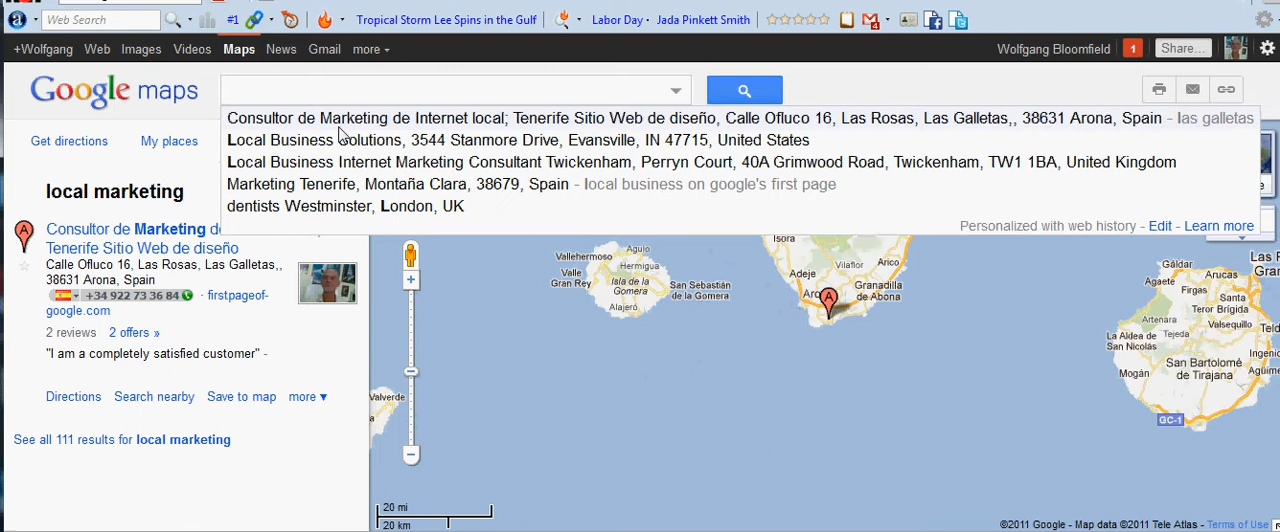 Web Search #1 Tropical Storm Lee Spins in the Gulf Labor Day Jada Pinkett Smith 4
+Wolfgang Web Images Videos Maps News Gmail more Wolfgang Bloomfield 1 Share...
Google maps
Consultor de Marketing de Internet local; Tenerife Sitio Web de diseño, Calle Ofluco 16, Las Rosas, Las Galletas,, 38631 Arona, Spain - las galletas
Local Business Solutions, 3544 Stanmore Drive, Evansville, IN 47715, United States
Local Business Internet Marketing Consultant Twickenham, Perryn Court, 40A Grimwood Road, Twickenham, TW1 1BA, United Kingdom
Marketing Tenerife, Montaña Clara, 38679, Spain - local business on google's first page
dentists Westminster, London, UK
Personalized with web history - Edit - Learn more
Get directions My places
local marketing
A
Consultor de Marketing de
Tenerife Sitio Web de diseño
Calle Ofluco 16, Las Rosas, Las Galletas,,
38631 Arona, Spain
+34 922 73 36 84 · firstpageof-
google.com
2 reviews 2 offers »
"I am a completely satisfied customer" -
Directions Search nearby Save to map more ▼
See all 111 results for local marketing
Vallehermoso
Agulo
Hermigua
Valle
Gran Rey
Isla de la
Gomera
San Sebastián
de la Gomera
Alajeró
Valverde
Isora
Vilaflor
Arico
Adeje
Granadilla
de Abona
A
Gáldar
Arucas
Agaete
Firgas
Teror
Santa
Brígida
Artenara
Valsequillo
La Aldea de
San Nicolás
Telde
Ingenio
San Bartolomé
de Tirajana
Mogán
GC-1
20 mi
20 km
©2011 Google - Map data ©2011 Tele Atlas - Terms of Use